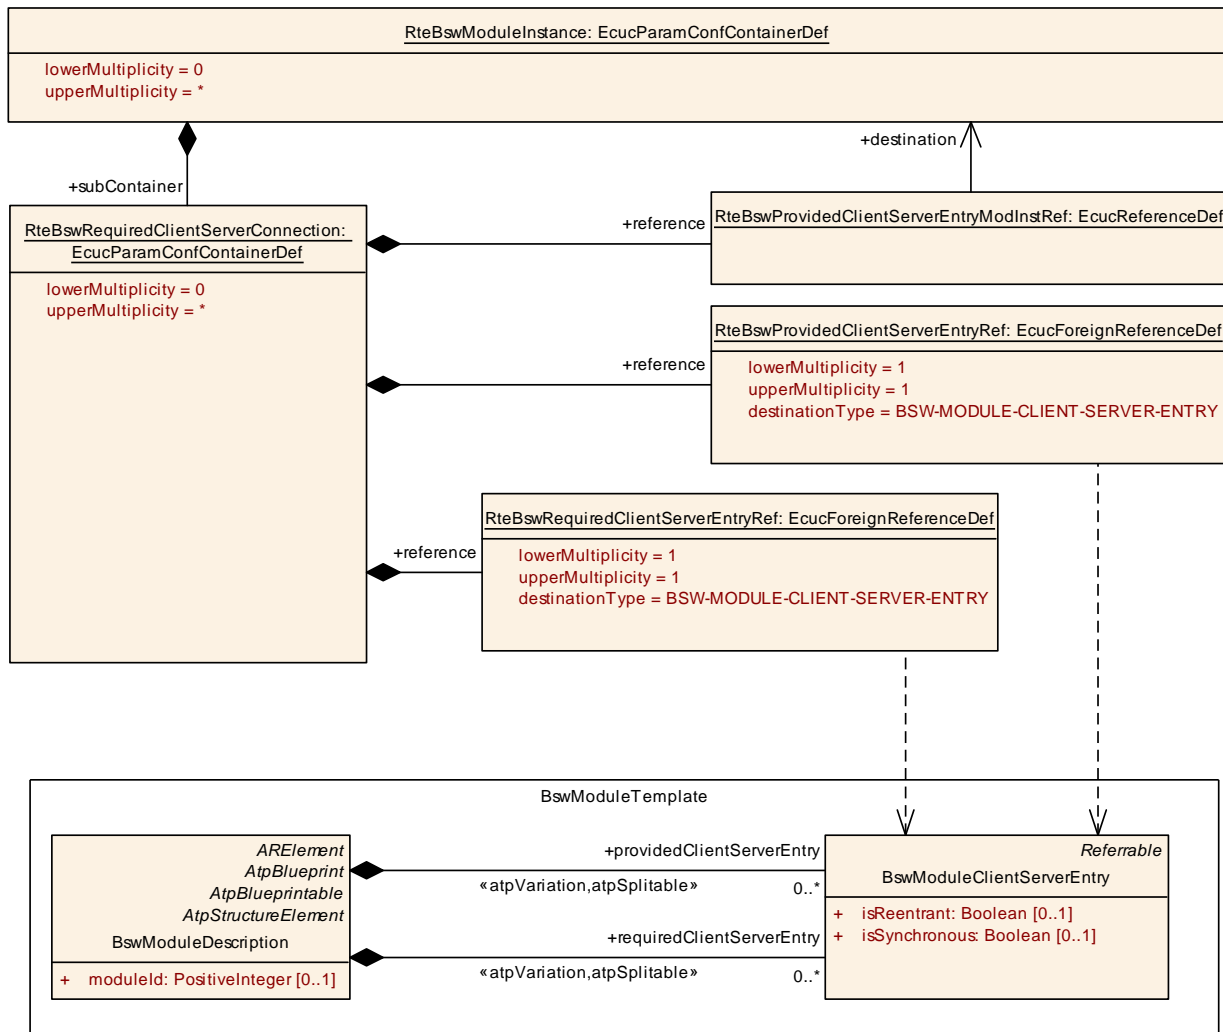 RteBswModuleInstance: EcucParamConfContainerDef
lowerMultiplicity = 0
upperMultiplicity = *
+destination
+subContainer
RteBswRequiredClientServerConnection:
EcucParamConfContainerDef
lowerMultiplicity = 0
upperMultiplicity = *
+reference
RteBswProvidedClientServerEntryModInstRef: EcucReferenceDef
+reference
RteBswProvidedClientServerEntryRef: EcucForeignReferenceDef
lowerMultiplicity = 1
upperMultiplicity = 1
destinationType = BSW-MODULE-CLIENT-SERVER-ENTRY
+reference
RteBswRequiredClientServerEntryRef: EcucForeignReferenceDef
lowerMultiplicity = 1
upperMultiplicity = 1
destinationType = BSW-MODULE-CLIENT-SERVER-ENTRY
BswModuleTemplate
ARElement
AtpBlueprint
AtpBlueprintable
AtpStructureElement
BswModuleDescription
+ moduleId: PositiveInteger [0..1]
+providedClientServerEntry
«atpVariation,atpSplitable» 0..*
+requiredClientServerEntry
«atpVariation,atpSplitable» 0..*
Referrable
BswModuleClientServerEntry
+ isReentrant: Boolean [0..1]
+ isSynchronous: Boolean [0..1]